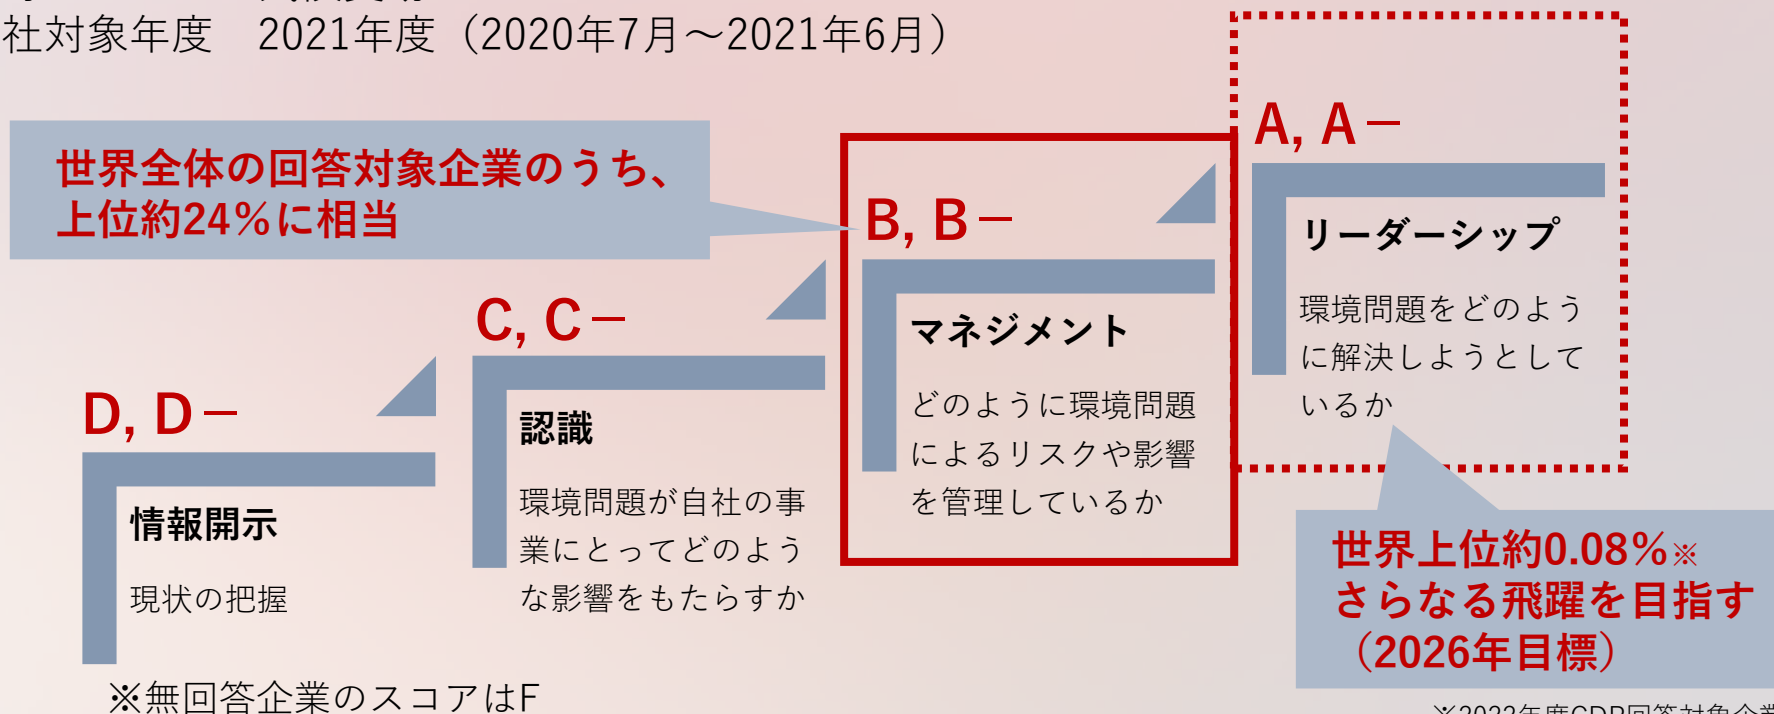 社対象年度　2021年度（2020年7月～2021年6月）
世界全体の回答対象企業のうち、
上位約24％に相当
A, A－
リーダーシップ
環境問題をどのよう
に解決しようとして
いるか
B, B－
マネジメント
どのように環境問題
によるリスクや影響
を管理しているか
C, C－
認識
環境問題が自社の事
業にとってどのよう
な影響をもたらすか
D, D－
情報開示
現状の把握
世界上位約0.08％※
さらなる飛躍を目指す
（2026年目標）
※無回答企業のスコアはF